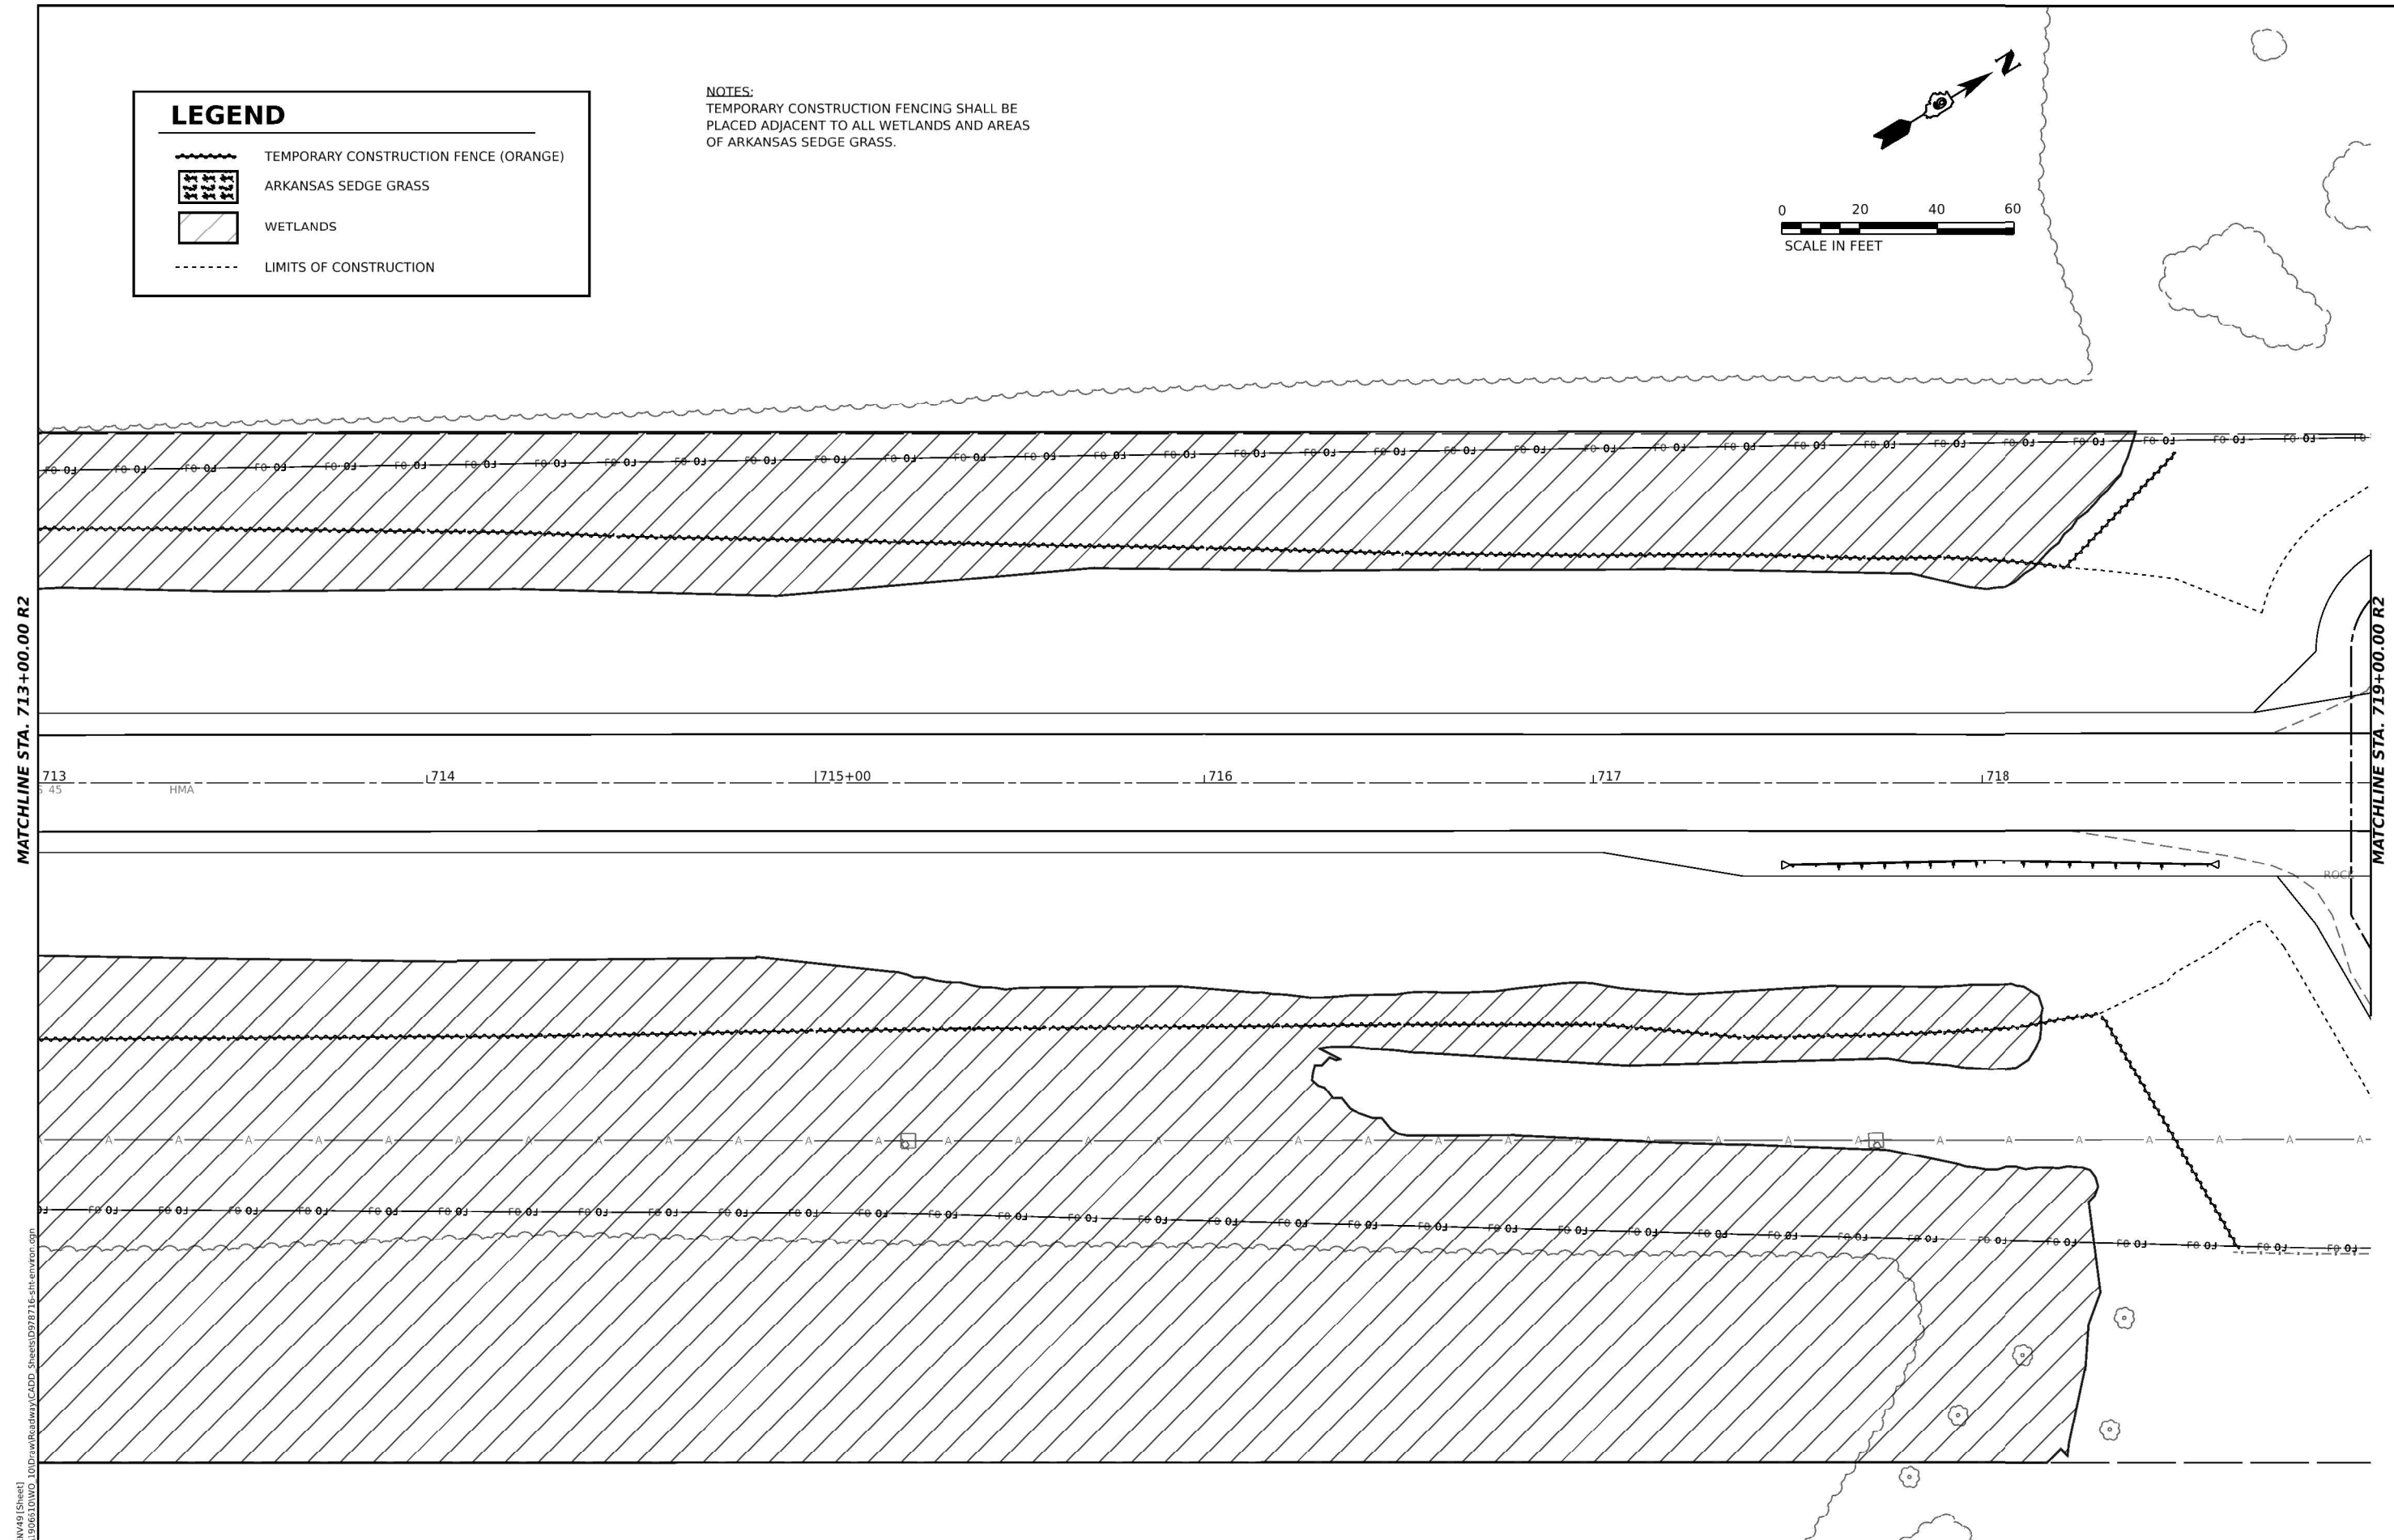 LEGEND
TEMPORARY CONSTRUCTION FENCE (ORANGE)
ARKANSAS SEDGE GRASS
WETLANDS
LIMITS OF CONSTRUCTION
NOTES:
TEMPORARY CONSTRUCTION FENCING SHALL BE
PLACED ADJACENT TO ALL WETLANDS AND AREAS
OF ARKANSAS SEDGE GRASS.
N
0 20 40 60
SCALE IN FEET
MATCHLINE STA. 713+00.00 R2
MATCHLINE STA. 719+00.00 R2
713 714 715+00 716 717 718
45 HMA